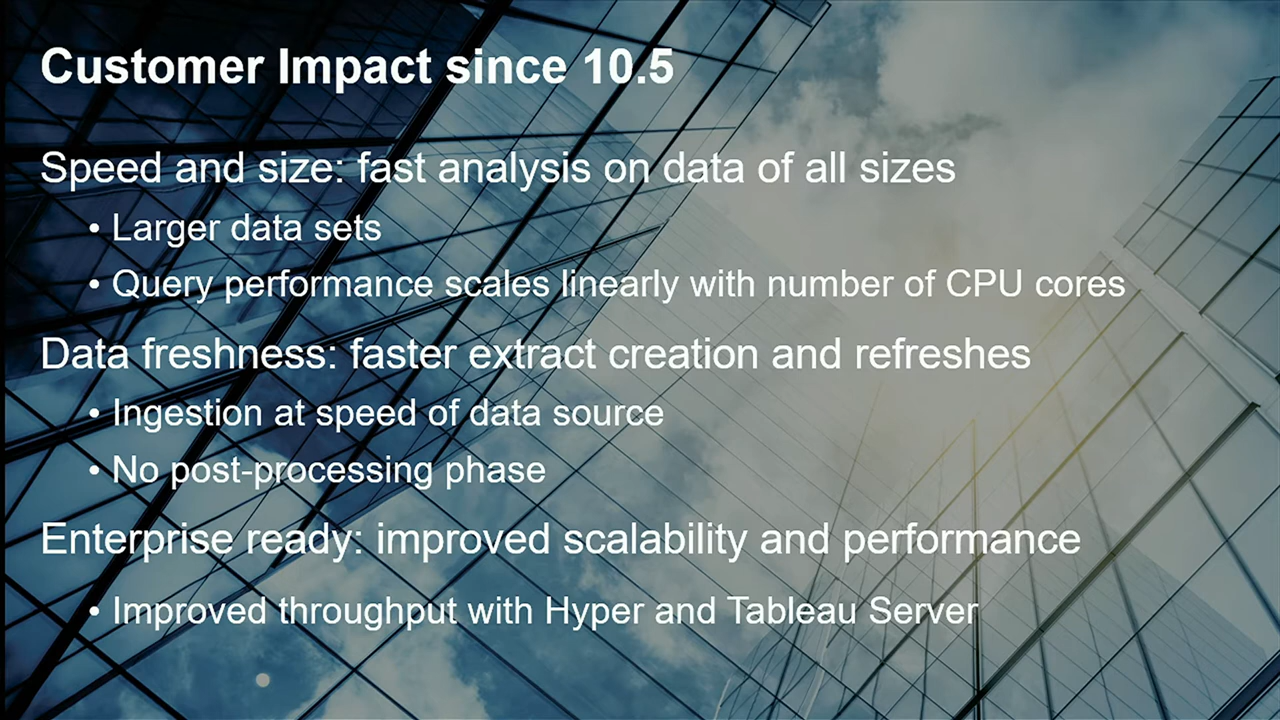 Customer Impact since 10.5
Speed and size: fast analysis on data of all sizes
• Larger data sets
• Query performance scales linearly with number of CPU cores
Data freshness: faster extract creation and refreshes
• Ingestion at speed of data source
• No post-processing phase
Enterprise ready: improved scalability and performance
• Improved throughput with Hyper and Tableau Server